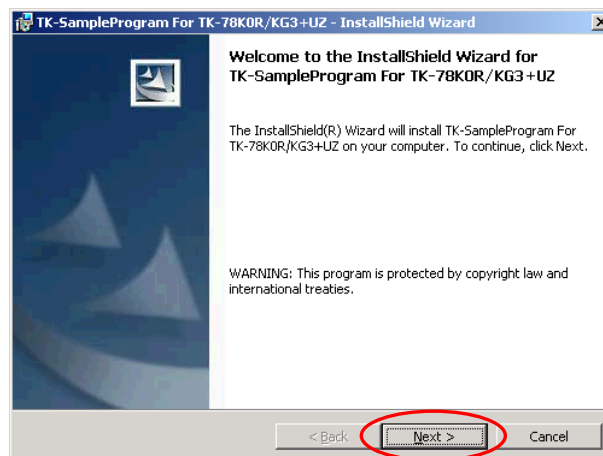 TK-SampleProgram For TK-78K0R/KG3+UZ - InstallShield Wizard
Welcome to the InstallShield Wizard for
TK-SampleProgram For TK-78K0R/KG3+UZ
The InstallShield(R) Wizard will install TK-SampleProgram For
TK-78K0R/KG3+UZ on your computer. To continue, click Next.
WARNING: This program is protected by copyright law and
international treaties.
< Back Next > Cancel